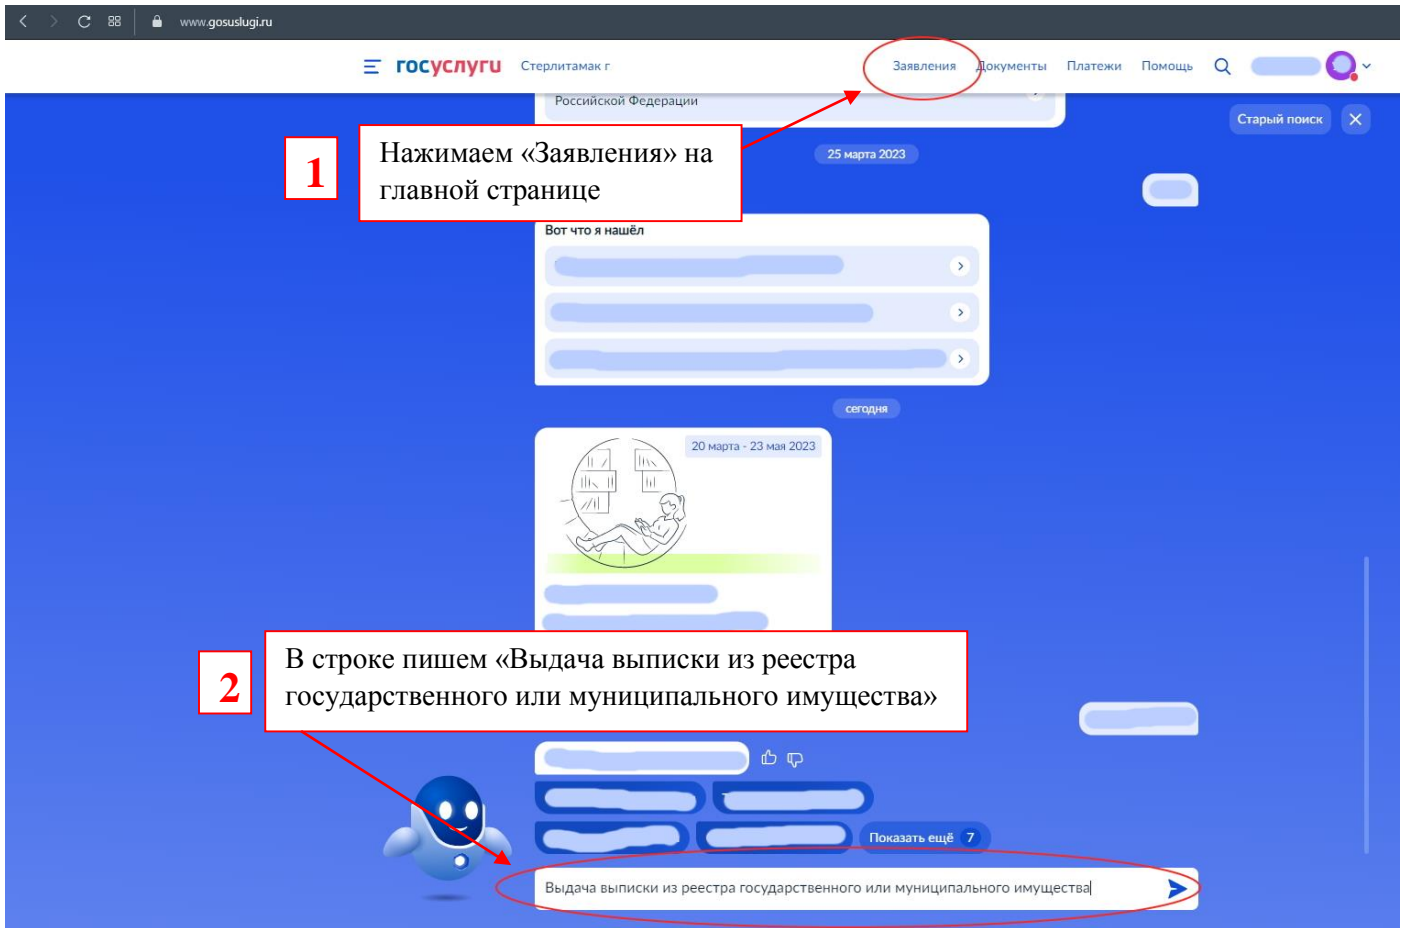 www.gosuslugi.ru
госуслуги Стерлитамак г Заявления Документы Платежи Помощь
Российской Федерации
Старый поиск
1
Нажимаем «Заявления» на
главной странице
25 марта 2023
Вот что я нашёл
сегодня
20 марта - 23 мая 2023
2
В строке пишем «Выдача выписки из реестра
государственного или муниципального имущества»
Показать ещё 7
Выдача выписки из реестра государственного или муниципального имущества